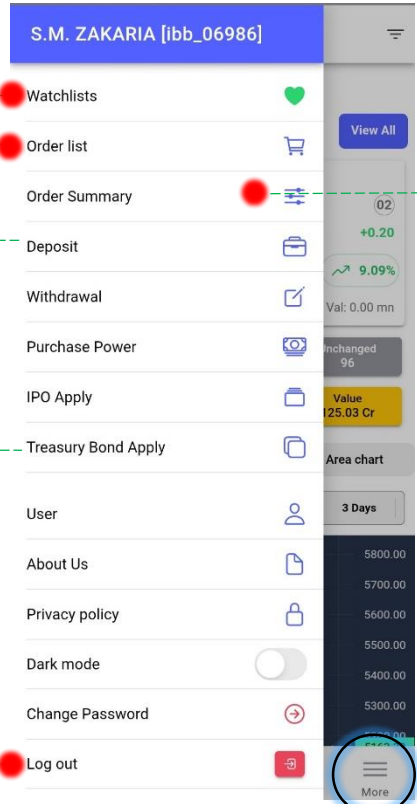 S.M. ZAKARIA [ibb_06986]
Watchlists
View All
Order list
Order Summary
02
+0.20
Deposit
9.09%
Withdrawal
Val: 0.00 mn
Purchase Power
Unchanged
96
IPO Apply
Value
125.03 Cr
Treasury Bond Apply
Area chart
User
3 Days
About Us
5800.00
5700.00
Privacy policy
5600.00
5500.00
Dark mode
5400.00
Change Password
5300.00
Log out
More